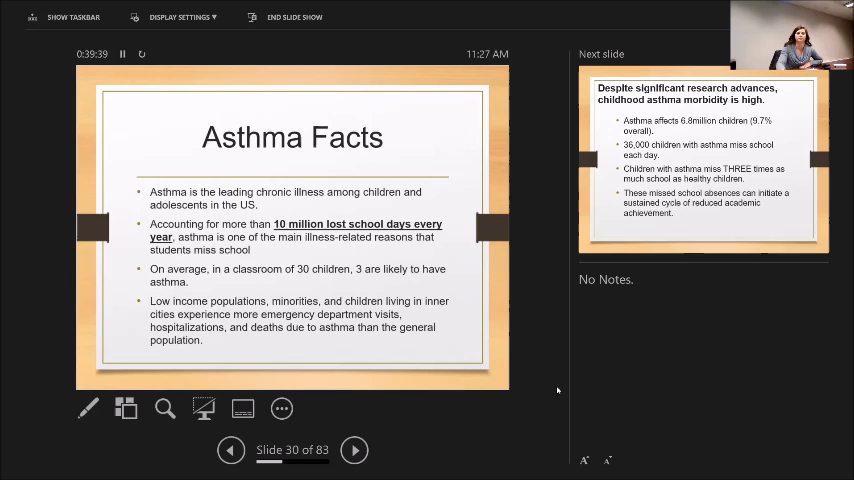 SHOW TASKBAR
DISPLAY SETTINGS ▼
END SLIDE SHOW
0:39:39
11:27 AM
Asthma Facts
• Asthma is the leading chronic illness among children and
adolescents in the US.
• Accounting for more than 10 million lost school days every
year, asthma is one of the main illness-related reasons that
students miss school
• On average, in a classroom of 30 children, 3 are likely to have
asthma.
• Low income populations, minorities, and children living in inner
cities experience more emergency department visits,
hospitalizations, and deaths due to asthma than the general
population.
Slide 30 of 83
Next slide
Despite significant research advances,
childhood asthma morbidity is high.
• Asthma affects 6.8million children (9.7%
overall).
• 36,000 children with asthma miss school
each day.
• Children with asthma miss THREE times as
much school as healthy children.
• These missed school absences can initiate a
sustained cycle of reduced academic
achievement.
No Notes.
A A